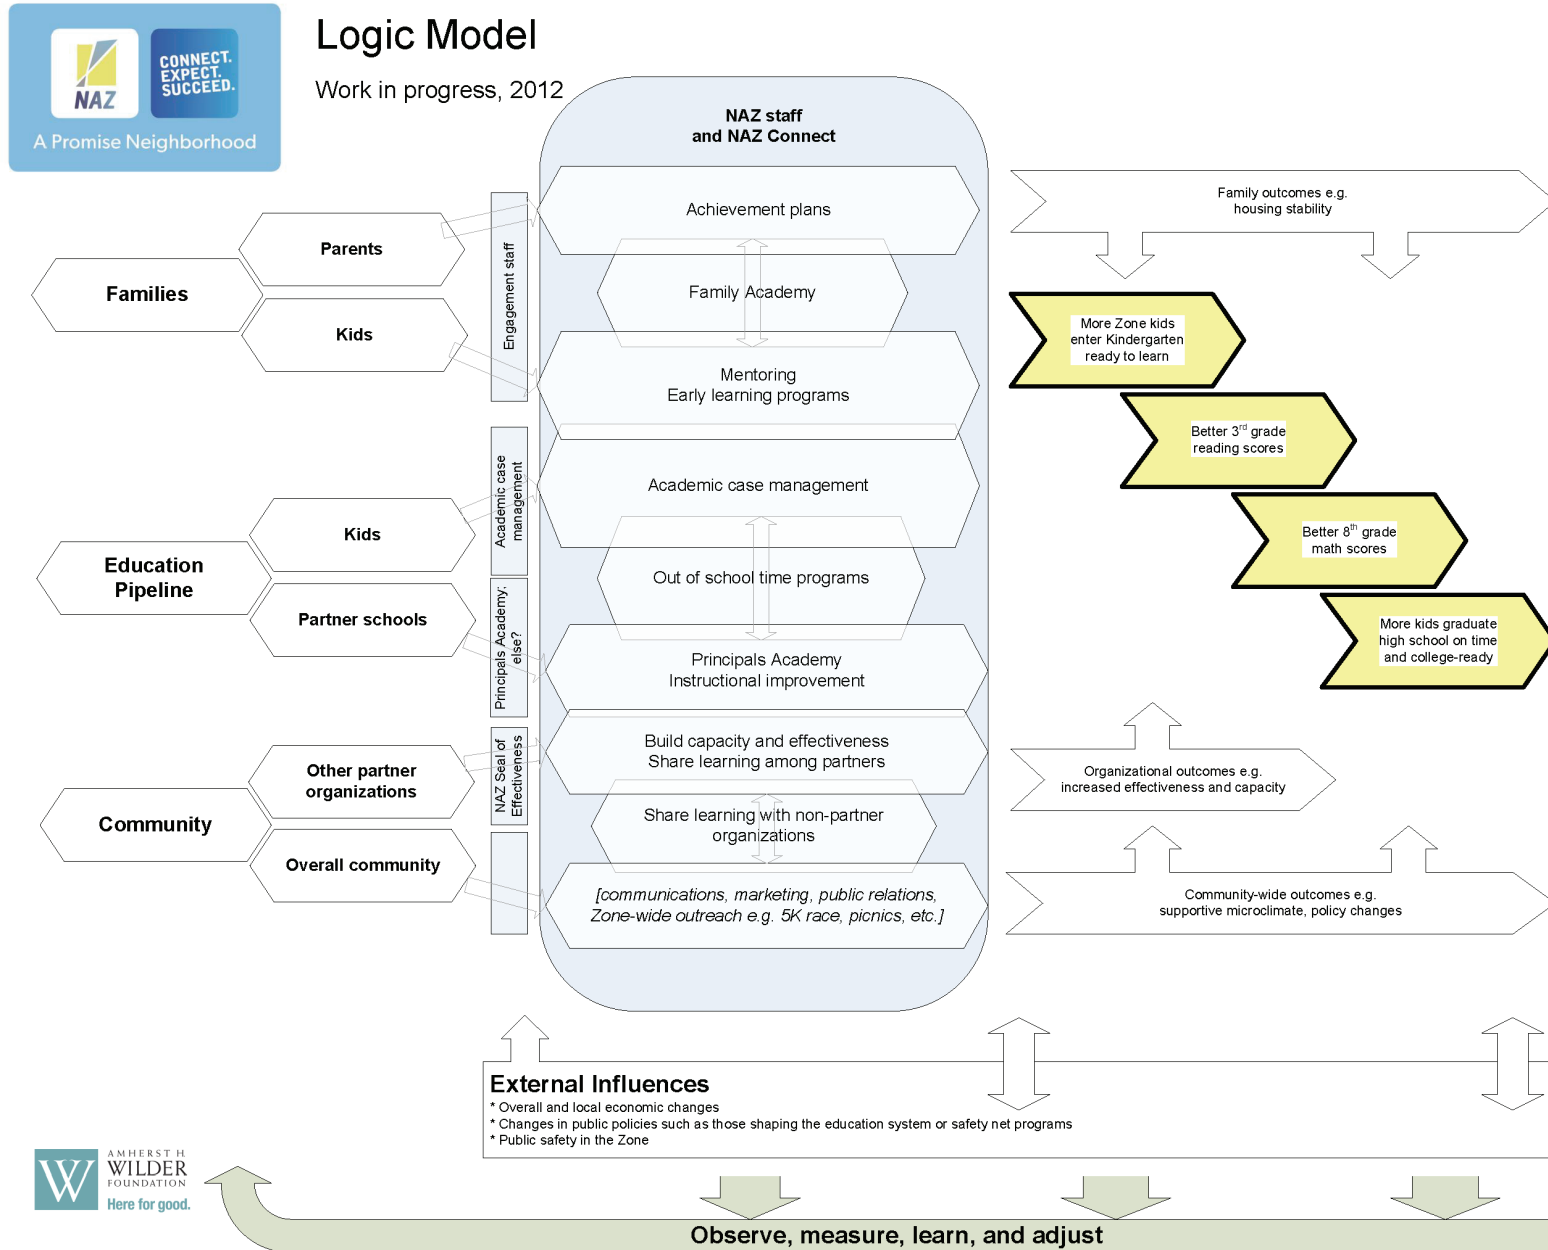 NAZ
CONNECT.
EXPECT.
SUCCEED.
A Promise Neighborhood
Logic Model
Work in progress, 2012
NAZ staff
and NAZ Connect
Families
Parents
Kids
Engagement staff
Achievement plans
Family Academy
Mentoring
Early learning programs
Education
Pipeline
Kids
Partner schools
Academic case
management
Principals Academy;
else?
Academic case management
Out of school time programs
Principals Academy
Instructional improvement
Community
Other partner
organizations
Overall community
NAZ Seal of
Effectiveness
Build capacity and effectiveness
Share learning among partners
Share learning with non-partner
organizations
[communications, marketing, public relations,
Zone-wide outreach e.g. 5K race, picnics, etc.]
Family outcomes e.g.
housing stability
More Zone kids
enter Kindergarten
ready to learn
Better 3rd grade
reading scores
Better 8th grade
math scores
More kids graduate
high school on time
and college-ready
Organizational outcomes e.g.
increased effectiveness and capacity
Community-wide outcomes e.g.
supportive microclimate, policy changes
External Influences
* Overall and local economic changes
* Changes in public policies such as those shaping the education system or safety net programs
* Public safety in the Zone
W
AMHERST H.
WILDER
FOUNDATION
Here for good.
Observe, measure, learn, and adjust